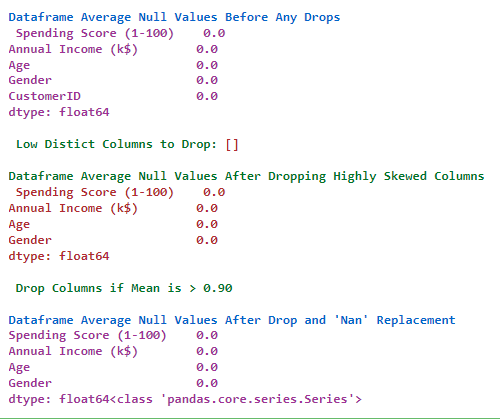 Dataframe Average Null Values Before Any Drops
Spending Score (1-100)    0.0
Annual Income (k$)        0.0
Age                       0.0
Gender                    0.0
CustomerID                0.0
dtype: float64
Low Distict Columns to Drop: []
Dataframe Average Null Values After Dropping Highly Skewed Columns
Spending Score (1-100)    0.0
Annual Income (k$)        0.0
Age                       0.0
Gender                    0.0
dtype: float64
Drop Columns if Mean is > 0.90
Dataframe Average Null Values After Drop and 'Nan' Replacement
Spending Score (1-100)    0.0
Annual Income (k$)        0.0
Age                       0.0
Gender                    0.0
dtype: float64<class 'pandas.core.series.Series'>